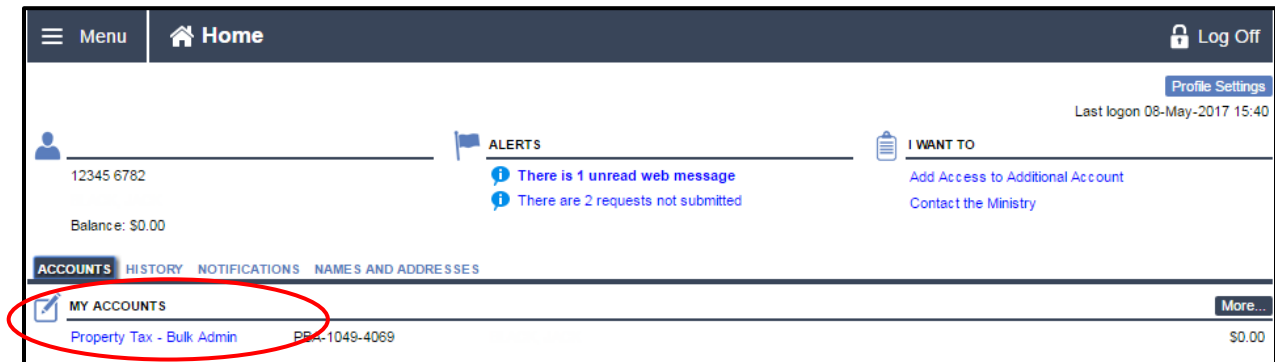 Menu Home Log Off
Profile Settings
Last logon 08-May-2017 15:40
ALERTS I WANT TO
12345 6782 There is 1 unread web message Add Access to Additional Account
There are 2 requests not submitted Contact the Ministry
Balance: $0.00
ACCOUNTS HISTORY NOTIFICATIONS NAMES AND ADDRESSES
MY ACCOUNTS More...
Property Tax - Bulk Admin PBA-1049-4069 $0.00